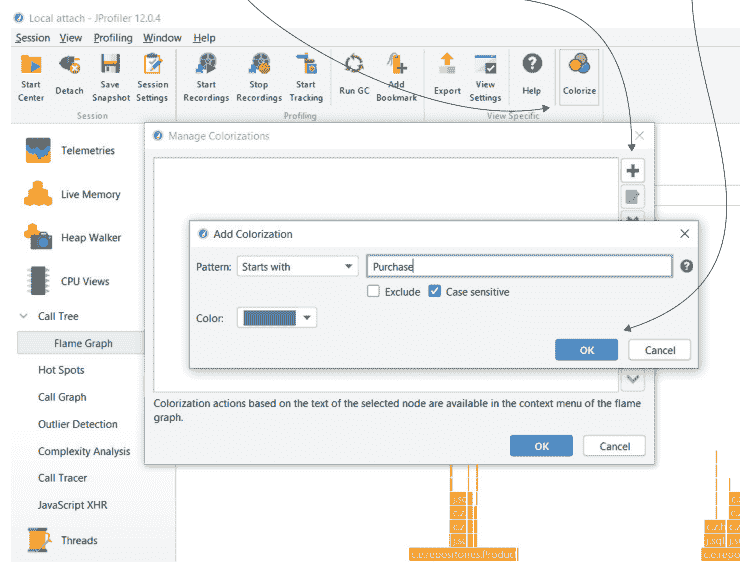 Local attach - JProfiler 12.0.4
Session View Profiling Window Help
Start Center
Detach
Save Snapshot
Session Settings
Start Recordings
Stop Recordings
Start Tracking
Run GC
Add Bookmark
Export
View Settings
Help
Colorize
Session
Profiling
View Specific
Telemetries
Live Memory
Heap Walker
CPU Views
Call Tree
Flame Graph
Hot Spots
Call Graph
Outlier Detection
Complexity Analysis
Call Tracer
JavaScript XHR
Threads
Manage Colorizations
Add Colorization
Pattern: Starts with Purchase
Exclude Case sensitive
Color:
OK Cancel
Colorization actions based on the text of the selected node are available in the context menu of the flame
graph.
OK Cancel
c.e.repositories.Product
c.e.repo